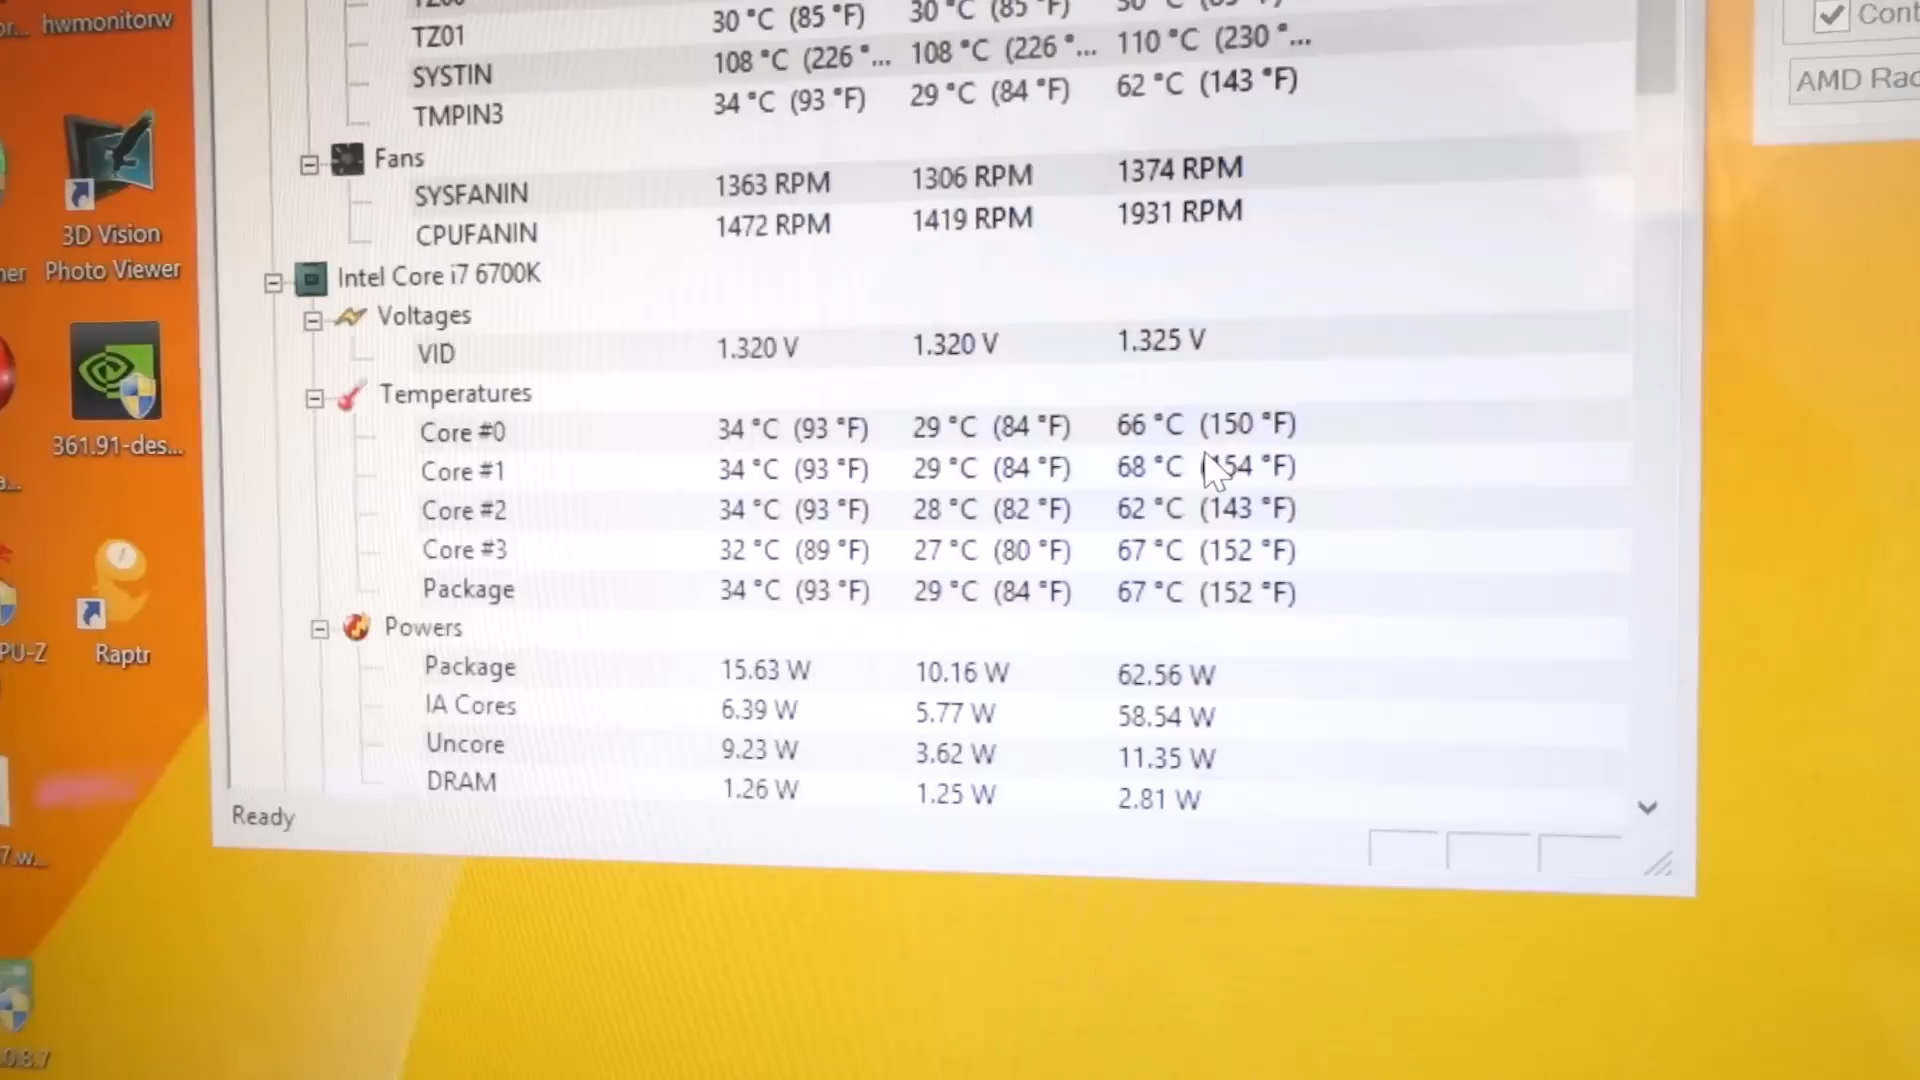 hwmonitorw
TZ01 30 °C (85 °F) 30 °C (85 °F)
SYSTIN 108 °C (226 °... 108 °C (226 °... 110 °C (230 °...
TMPIN3 34 °C (93 °F) 29 °C (84 °F) 62 °C (143 °F)
Fans
SYSFANIN 1363 RPM 1306 RPM 1374 RPM
CPUFANIN 1472 RPM 1419 RPM 1931 RPM
Intel Core i7 6700K
Voltages
VID 1.320 V 1.320 V 1.325 V
Temperatures
Core #0 34 °C (93 °F) 29 °C (84 °F) 66 °C (150 °F)
Core #1 34 °C (93 °F) 29 °C (84 °F) 68 °C (154 °F)
Core #2 34 °C (93 °F) 28 °C (82 °F) 62 °C (143 °F)
Core #3 32 °C (89 °F) 27 °C (80 °F) 67 °C (152 °F)
Package 34 °C (93 °F) 29 °C (84 °F) 67 °C (152 °F)
Powers
Package 15.63 W 10.16 W 62.56 W
IA Cores 6.39 W 5.77 W 58.54 W
Uncore 9.23 W 3.62 W 11.35 W
DRAM 1.26 W 1.25 W 2.81 W
Ready
3D Vision
Photo Viewer
361.91-des...
PU-Z
Raptr
7.w...
0.8.7
Cont
AMD Rad